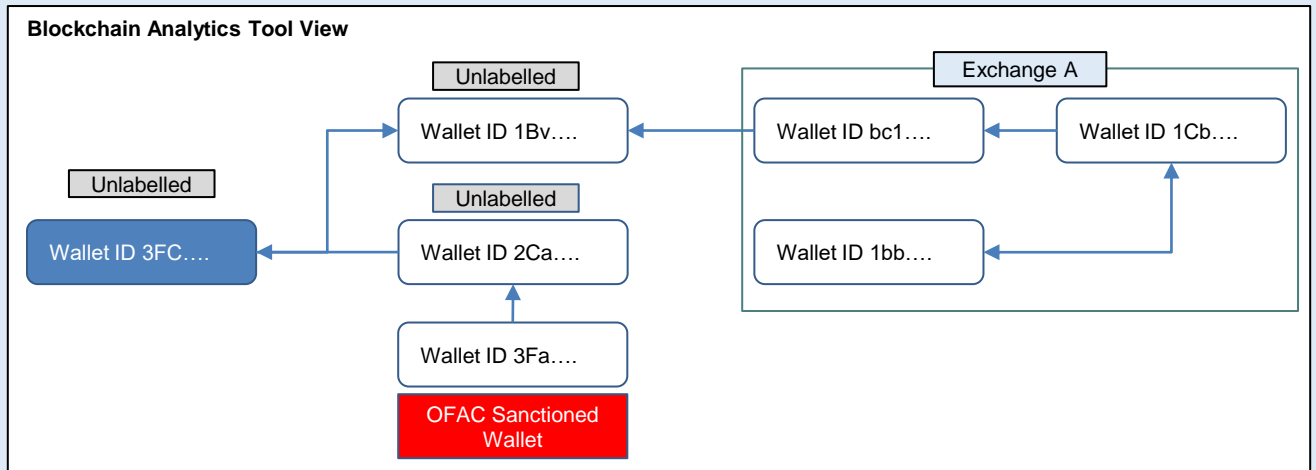 Blockchain Analytics Tool View
Unlabelled
Exchange A
Wallet ID 1Bv….
Wallet ID bc1….
Wallet ID 1Cb….
Unlabelled
Unlabelled
Wallet ID 3FC….
Wallet ID 2Ca….
Wallet ID 1bb….
Wallet ID 3Fa….
OFAC Sanctioned
Wallet